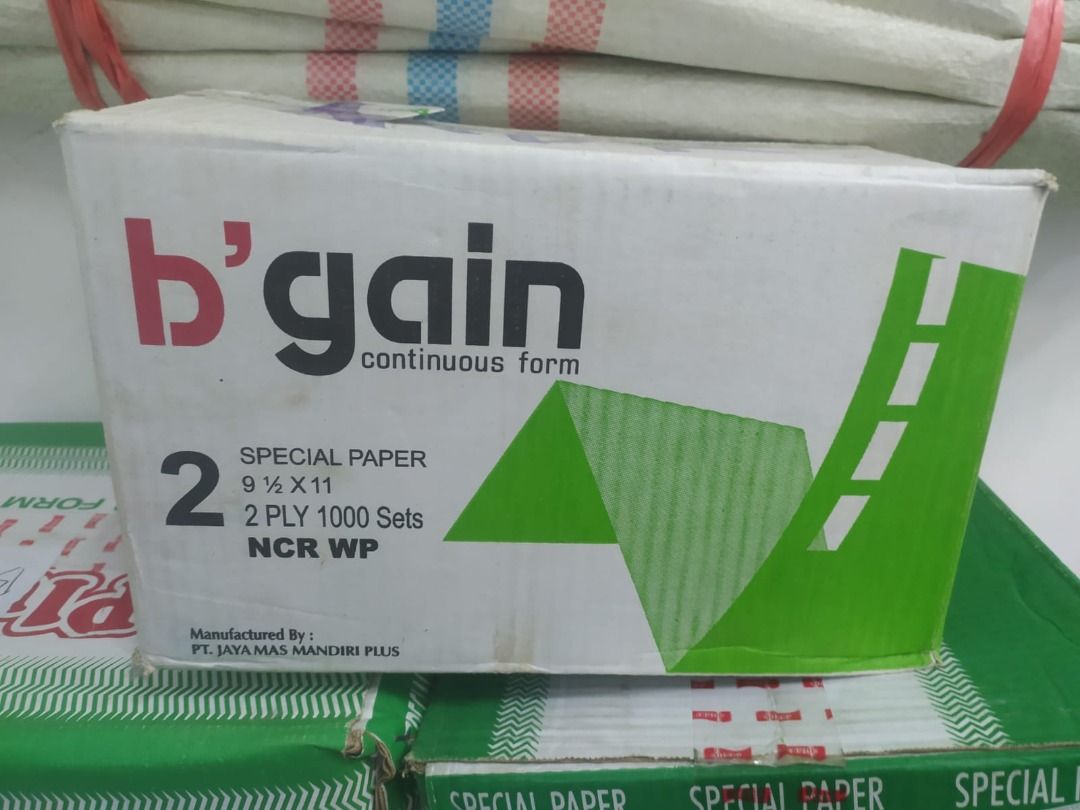 b'gain
continuous form
2
SPECIAL PAPER
9 ½ X 11
2 PLY 1000 Sets
NCR WP
Manufactured By :
PT. JAYA MAS MANDIRI PLUS
FORM
SPECIAL PAPER SPECIAL PAPER SPECIAL